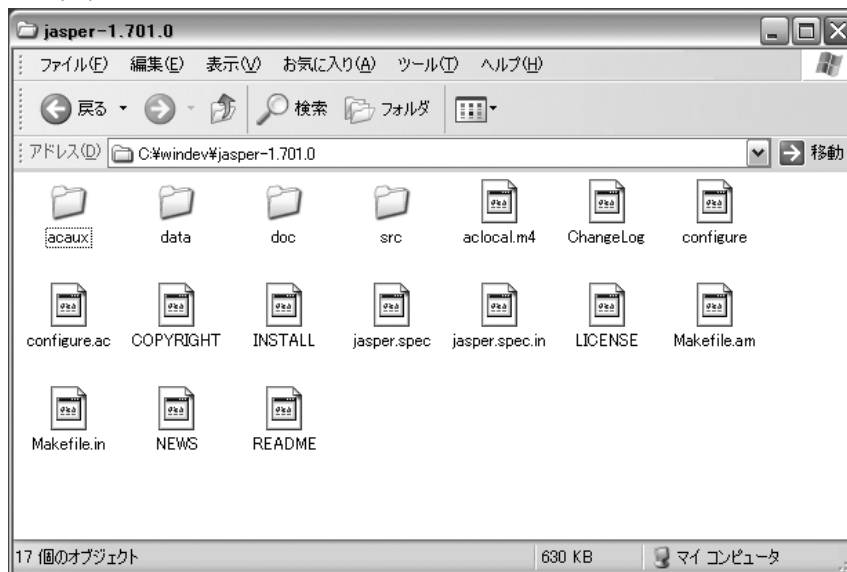 jasper-1.701.0
ファイル(F) 編集(E) 表示(V) お気に入り(A) ツール(T) ヘルプ(H)
戻る 検索 フォルダ
アドレス(D) C:¥windev¥jasper-1.701.0 移動
acaux data doc src aclocal.m4 ChangeLog configure
configure.ac COPYRIGHT INSTALL jasper.spec jasper.spec.in LICENSE Makefile.am
Makefile.in NEWS README
17 個のオブジェクト 630 KB マイ コンピュータ